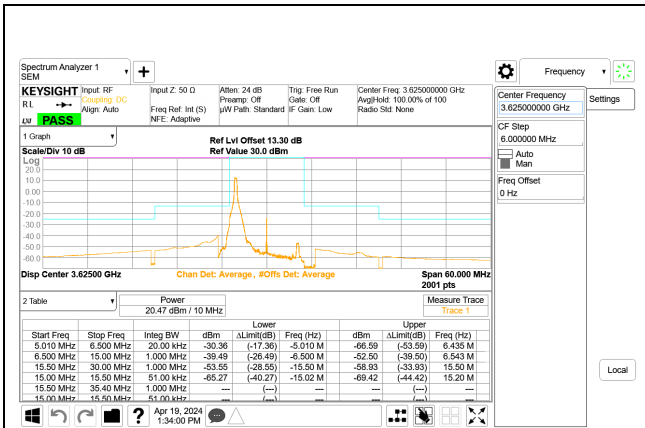 Spectrum Analyzer 1
SEM
Frequency
KEYSIGHT Input: RF Input Z: 50 Ω Atten: 24 dB Trig: Free Run Center Freq: 3.625000000 GHz
R L Coupling: DC Preamp: Off Gate: Off Avg|Hold: 100.00% of 100
Align: Auto Freq Ref: Int (S) µW Path: Standard IF Gain: Low Radio Std: None
PASS NFE: Adaptive
Center Frequency
3.625000000 GHz
Settings
CF Step
6.000000 MHz
Auto
Man
Freq Offset
0 Hz
Local
1 Graph
Ref Lvl Offset 13.30 dB
Scale/Div 10 dB Ref Value 30.0 dBm
Log
20.0
10.0
0.00
-10.0
-20.0
-30.0
-40.0
-50.0
-60.0
Disp Center 3.62500 GHz Chan Det: Average , #Offs Det: Average Span 60.000 MHz
2001 pts
2 Table Power Measure Trace
20.47 dBm / 10 MHz Trace 1
Lower Upper
Start Freq Stop Freq Integ BW dBm ΔLimit(dB) Freq (Hz) dBm ΔLimit(dB) Freq (Hz)
5.010 MHz 6.500 MHz 20.00 kHz -30.36 (-17.36) -5.010 M -66.59 (-53.59) 6.435 M
6.500 MHz 15.00 MHz 1.000 MHz -39.49 (-26.49) -6.500 M -52.50 (-39.50) 6.543 M
15.50 MHz 30.00 MHz 1.000 MHz -53.55 (-28.55) -15.50 M -58.93 (-33.93) 15.50 M
15.00 MHz 15.50 MHz 51.00 kHz -65.27 (-40.27) -15.02 M -69.42 (-44.42) 15.20 M
15.50 MHz 35.40 MHz 1.000 MHz --- (---) --- --- (---) ---
15.00 MHz 15.50 MHz 51.00 kHz --- (---) --- --- (---) ---
? Apr 19, 2024
1:34:00 PM